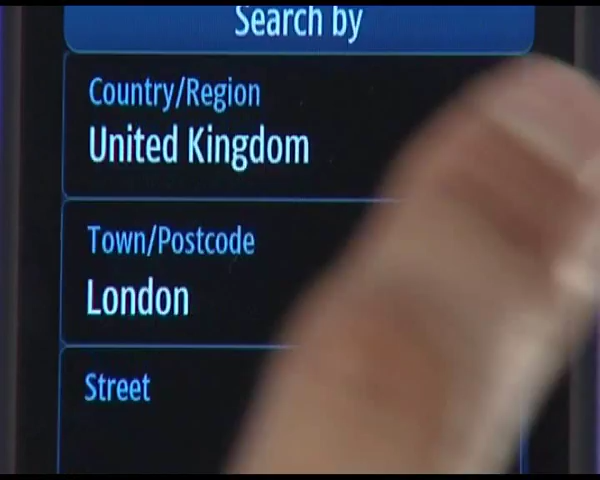 Search by
Country/Region
United Kingdom
Town/Postcode
London
Street